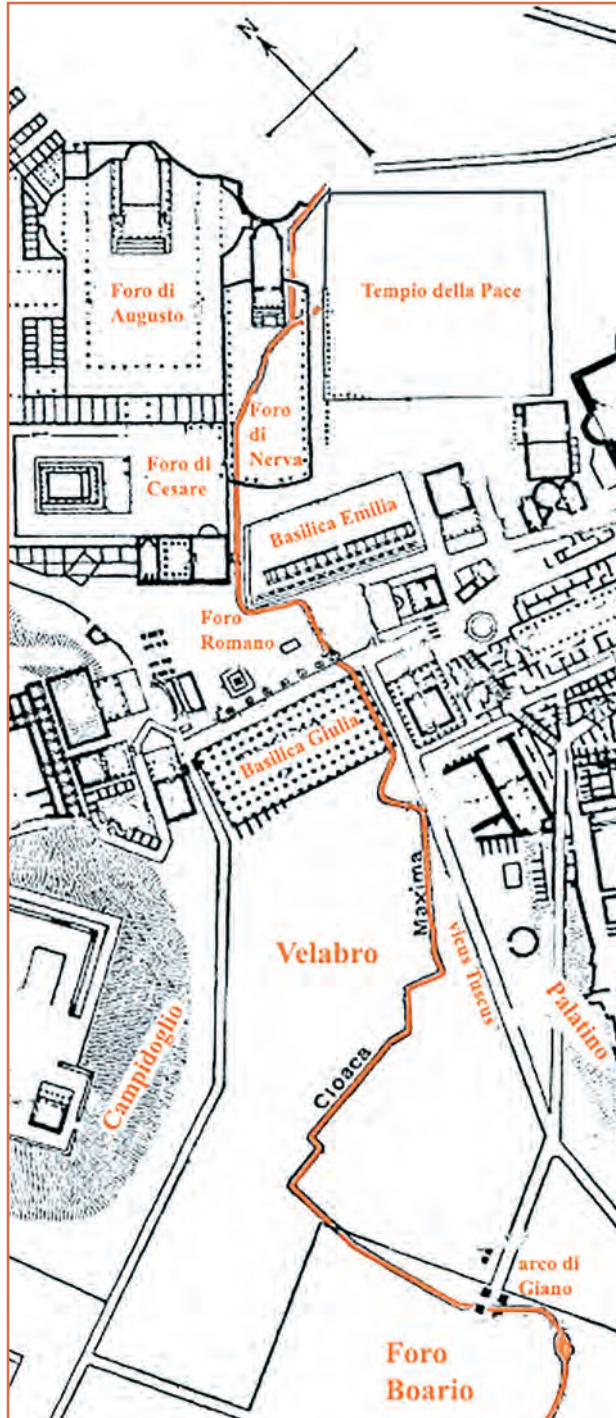 N
Foro di
Augusto
Tempio della Pace
Foro
di
Nerva
Foro di
Cesare
Basilica Emilia
Foro
Romano
Basilica Giulia
Maxima
Velabro
vicus Tuscus
Palatino
Campidoglio
Cloaca
arco di
Giano
Foro
Boario